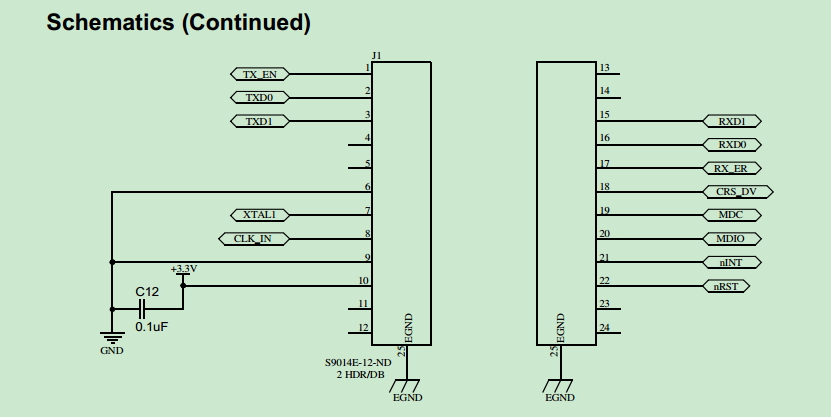 Schematics (Continued)
J1
TX_EN 1
TXD0 2
TXD1 3
4
5
6
XTAL1 7
CLK_IN 8
9
+3.3V
10
C12
0.1uF
11
12
GND
EGND
25
S9014E-12-ND
2 HDR/DB
EGND
13
14
15 RXD1
16 RXD0
17 RX_ER
18 CRS_DV
19 MDC
20 MDIO
21 nINT
22 nRST
23
24
EGND
25
EGND